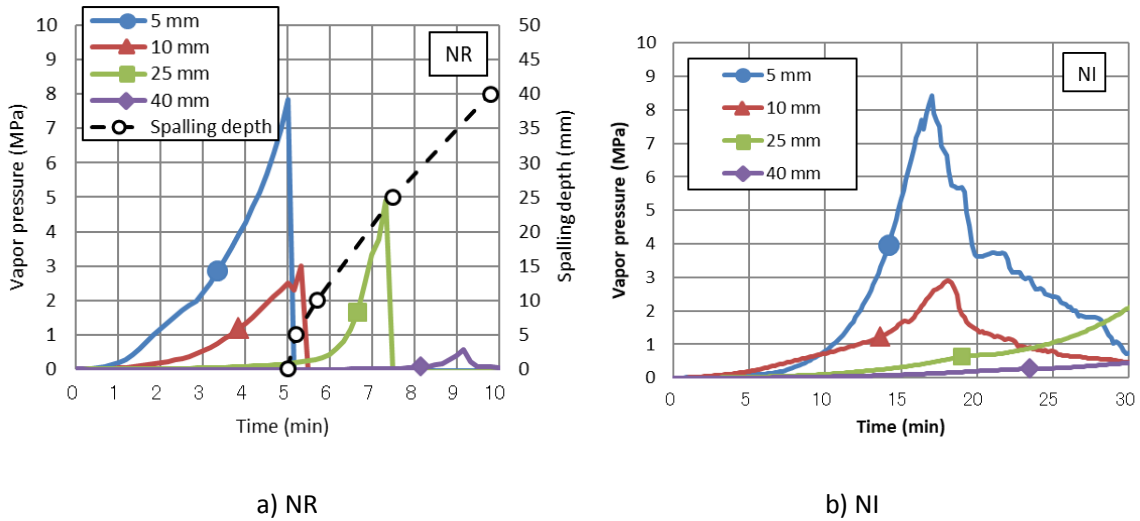 10
9
8
7
6
5
4
3
2
1
0
Vapor pressure (MPa)
5 mm
10 mm
25 mm
40 mm
Spalling depth
NR
50
45
40
35
30
25
20
15
10
5
0
Spalling depth (mm)
0 1 2 3 4 5 6 7 8 9 10
Time (min)
a) NR
10
9
8
7
6
5
4
3
2
1
0
Vapor pressure (MPa)
5 mm
10 mm
25 mm
40 mm
NI
0 5 10 15 20 25 30
Time (min)
b) NI